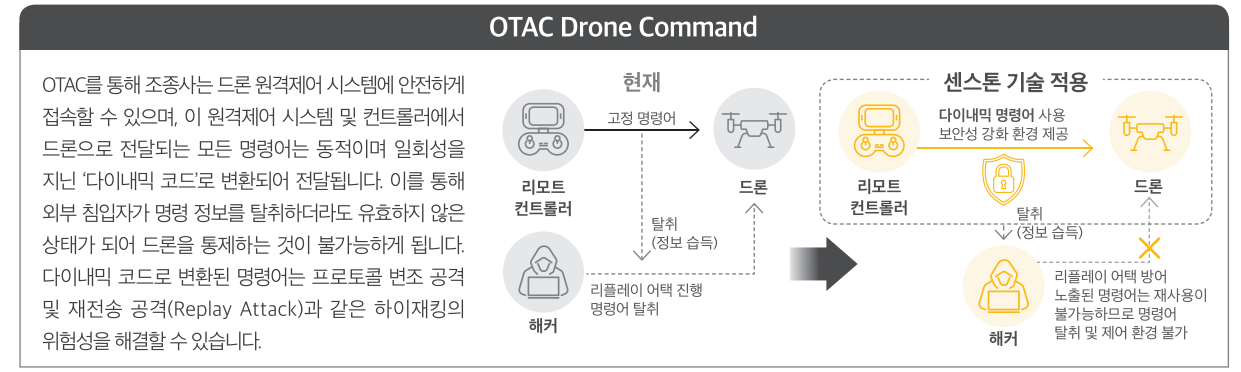 OTAC Drone Command
OTAC를 통해 조종사는 드론 원격제어 시스템에 안전하게
접속할 수 있으며, 이 원격제어 시스템 및 컨트롤러에서
드론으로 전달되는 모든 명령어는 동적이며 일회성을
지닌 ‘다이내믹 코드’로 변환되어 전달됩니다. 이를 통해
외부 침입자가 명령 정보를 탈취하더라도 유효하지 않은
상태가 되어 드론을 통제하는 것이 불가능하게 됩니다.
다이내믹 코드로 변환된 명령어는 프로토콜 변조 공격
및 재전송 공격(Replay Attack)과 같은 하이재킹의
위험성을 해결할 수 있습니다.
현재
고정 명령어
리모트
컨트롤러
드론
탈취
(정보 습득)
리플레이 어택 진행
명령어 탈취
해커
센스톤 기술 적용
다이내믹 명령어 사용
보안성 강화 환경 제공
리모트
컨트롤러
드론
탈취
(정보 습득)
리플레이 어택 방어
노출된 명령어는 재사용이
불가능하므로 명령어
탈취 및 제어 환경 불가
해커